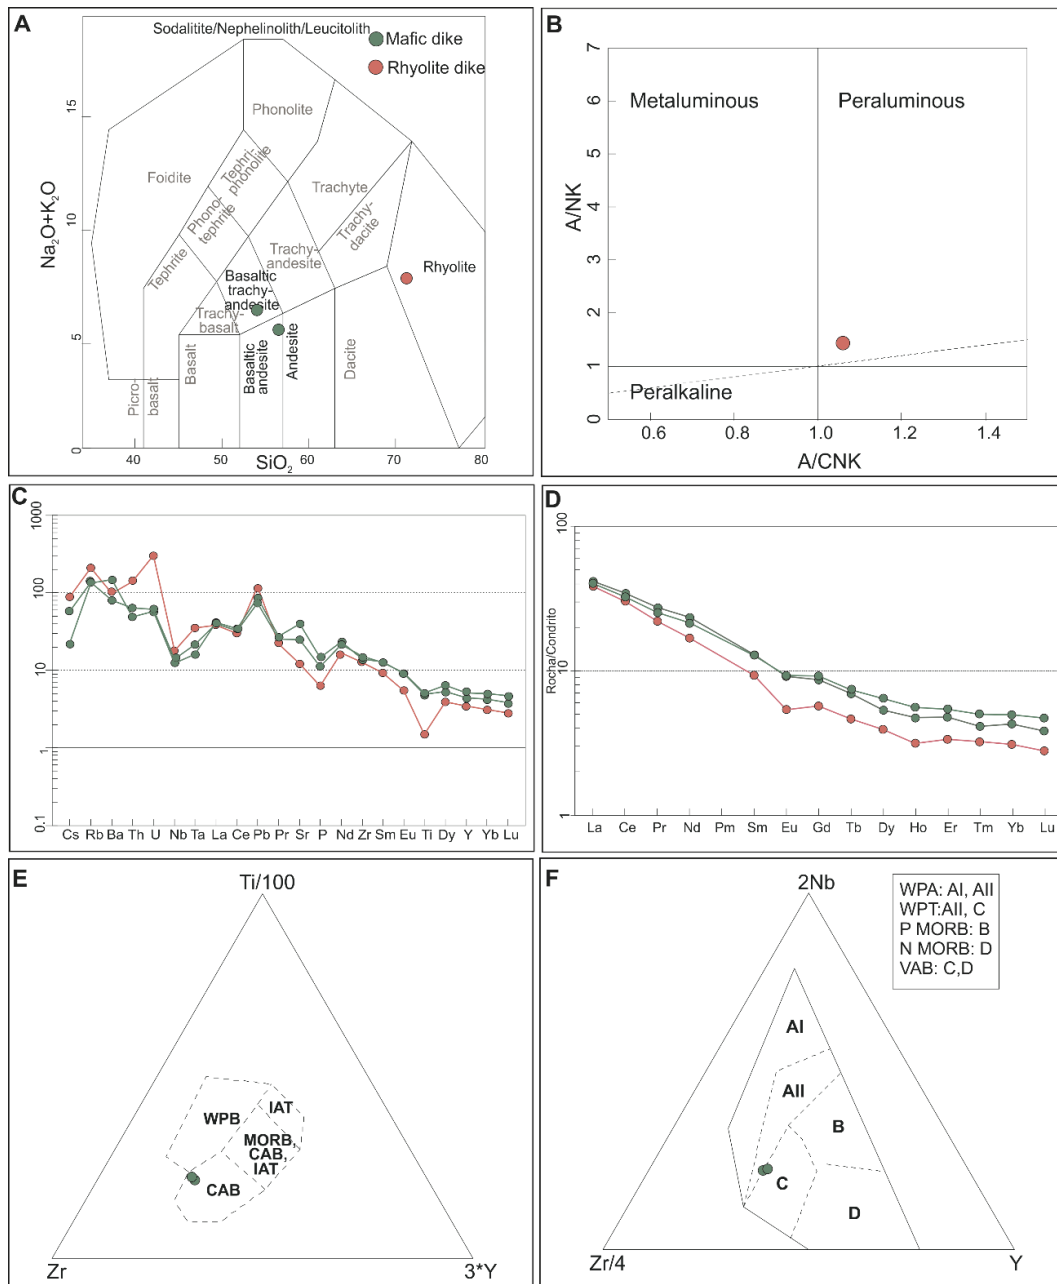 A
Sodalitite/Nephelinolith/Leucitolith
Mafic dike
Rhyolite dike
Na₂O+K₂O
15
10
5
0
Phonolite
Foidite
Tephri-
phonolite
Phono-
tephrite
Tephrite
Trachyte
Trachy-
dacite
Trachy-
andesite
Rhyolite
Basaltic
trachy-
andesite
Trachy-
basalt
Picro-
basalt
Basalt
Basaltic
andesite
Andesite
Dacite
40
50
60
70
80
SiO₂
B
A/NK
7
6
5
4
3
2
1
0
Metaluminous
Peraluminous
Peralkaline
0.6
0.8
1.0
1.2
1.4
A/CNK
C
1000
100
10
1
0.1
Cs Rb Ba Th U Nb Ta La Ce Pb Pr Sr P Nd Zr Sm Eu Ti Dy Y Yb Lu
D
Rocha/Condrito
100
10
1
La Ce Pr Nd Pm Sm Eu Gd Tb Dy Ho Er Tm Yb Lu
E
Ti/100
WPB
IAT
MORB,
CAB,
IAT
CAB
Zr
3*Y
F
2Nb
WPA: AI, AII
WPT:AII, C
P MORB: B
N MORB: D
VAB: C,D
AI
AII
B
C
D
Zr/4
Y